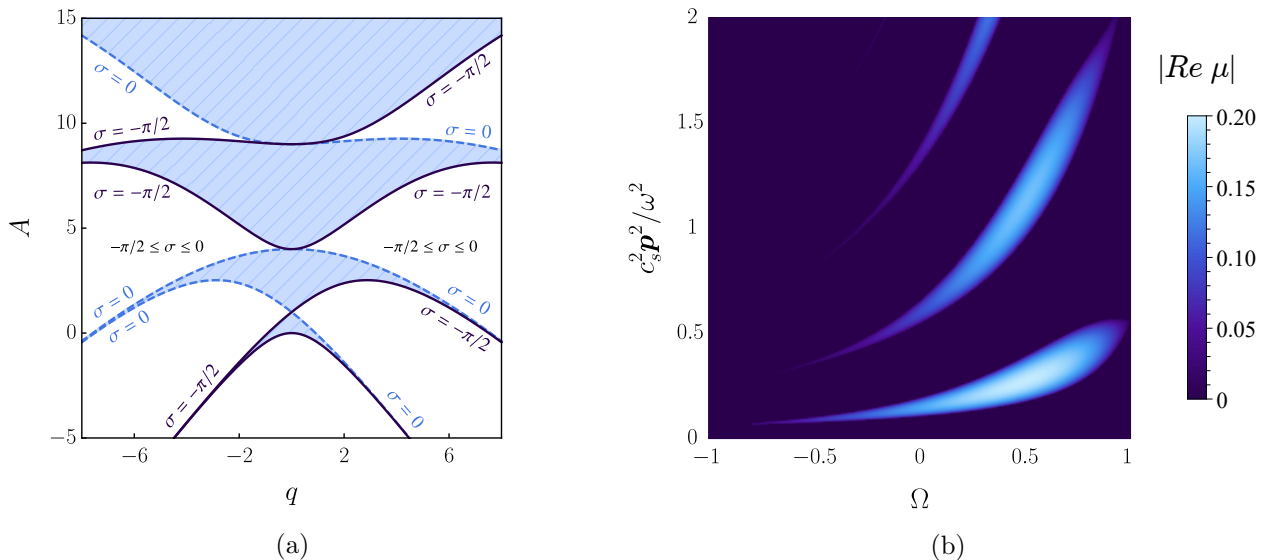 15
10
5
0
−5
A
−6
−2
2
6
q
σ = 0
σ = −π/2
σ = −π/2
σ = 0
σ = −π/2
σ = −π/2
−π/2 ≤ σ ≤ 0
−π/2 ≤ σ ≤ 0
σ = 0
σ = 0
σ = 0
σ = −π/2
σ = −π/2
σ = 0
(a)
2
1.5
1
0.5
0
c_s^2 p^2/ω^2
−1
−0.5
0
0.5
1
Ω
|Re μ|
0.20
0.15
0.10
0.05
0
(b)